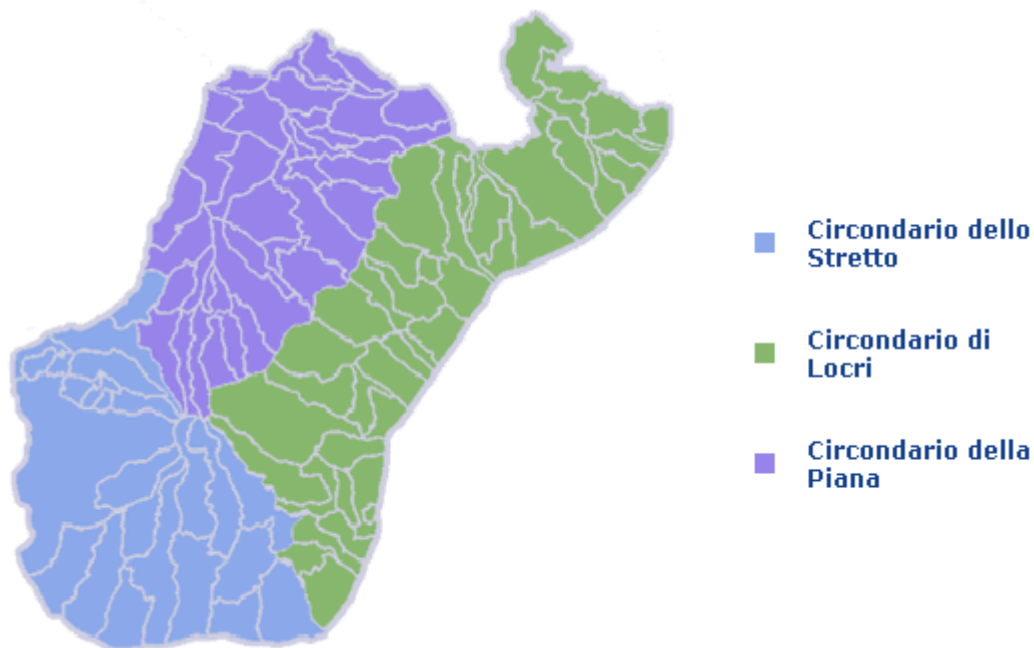 Circondario dello
Stretto
Circondario di
Locri
Circondario della
Piana